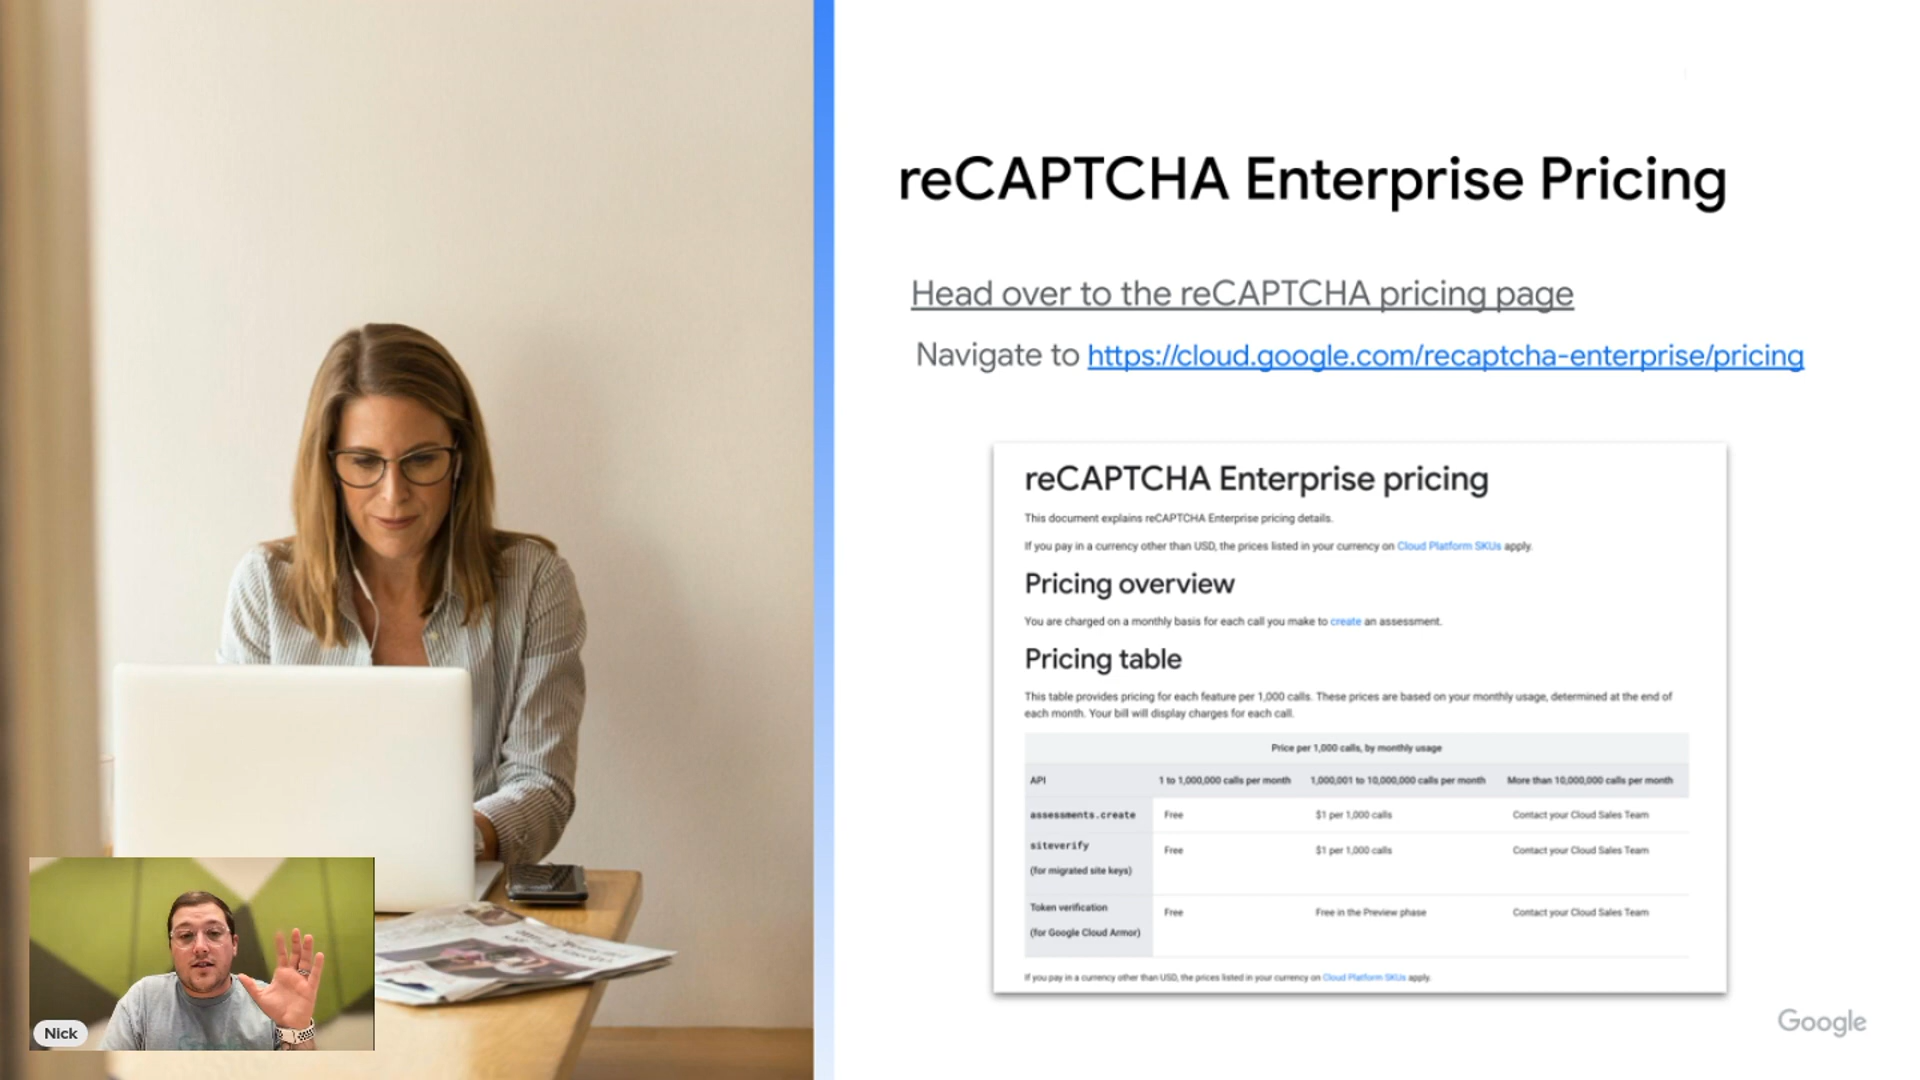 reCAPTCHA Enterprise Pricing
Head over to the reCAPTCHA pricing page
Navigate to https://cloud.google.com/recaptcha-enterprise/pricing
reCAPTCHA Enterprise pricing
This document explains reCAPTCHA Enterprise pricing details.
If you pay in a currency other than USD, the prices listed in your currency on Cloud Platform SKUs apply.
Pricing overview
You are charged on a monthly basis for each call you make to create an assessment.
Pricing table
This table provides pricing for each feature per 1,000 calls. These prices are based on your monthly usage, determined at the end of
each month. Your bill will display charges for each call.
Price per 1,000 calls, by monthly usage
API 1 to 1,000,000 calls per month 1,000,001 to 10,000,000 calls per month More than 10,000,000 calls per month
assessments.create Free $1 per 1,000 calls Contact your Cloud Sales Team
siteverify
(for migrated site keys) Free $1 per 1,000 calls Contact your Cloud Sales Team
Token verification
(for Google Cloud Armor) Free Free in the Preview phase Contact your Cloud Sales Team
If you pay in a currency other than USD, the prices listed in your currency on Cloud Platform SKUs apply.
Nick
Google